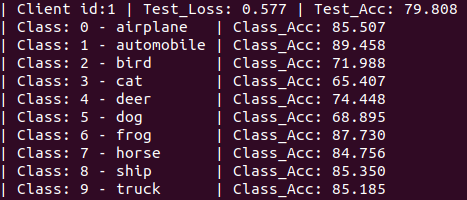 | Client id:1 | Test_Loss: 0.577 | Test_Acc: 79.808
| Class: 0 - airplane | Class_Acc: 85.507
| Class: 1 - automobile | Class_Acc: 89.458
| Class: 2 - bird | Class_Acc: 71.988
| Class: 3 - cat | Class_Acc: 65.407
| Class: 4 - deer | Class_Acc: 74.448
| Class: 5 - dog | Class_Acc: 68.895
| Class: 6 - frog | Class_Acc: 87.730
| Class: 7 - horse | Class_Acc: 84.756
| Class: 8 - ship | Class_Acc: 85.350
| Class: 9 - truck | Class_Acc: 85.185